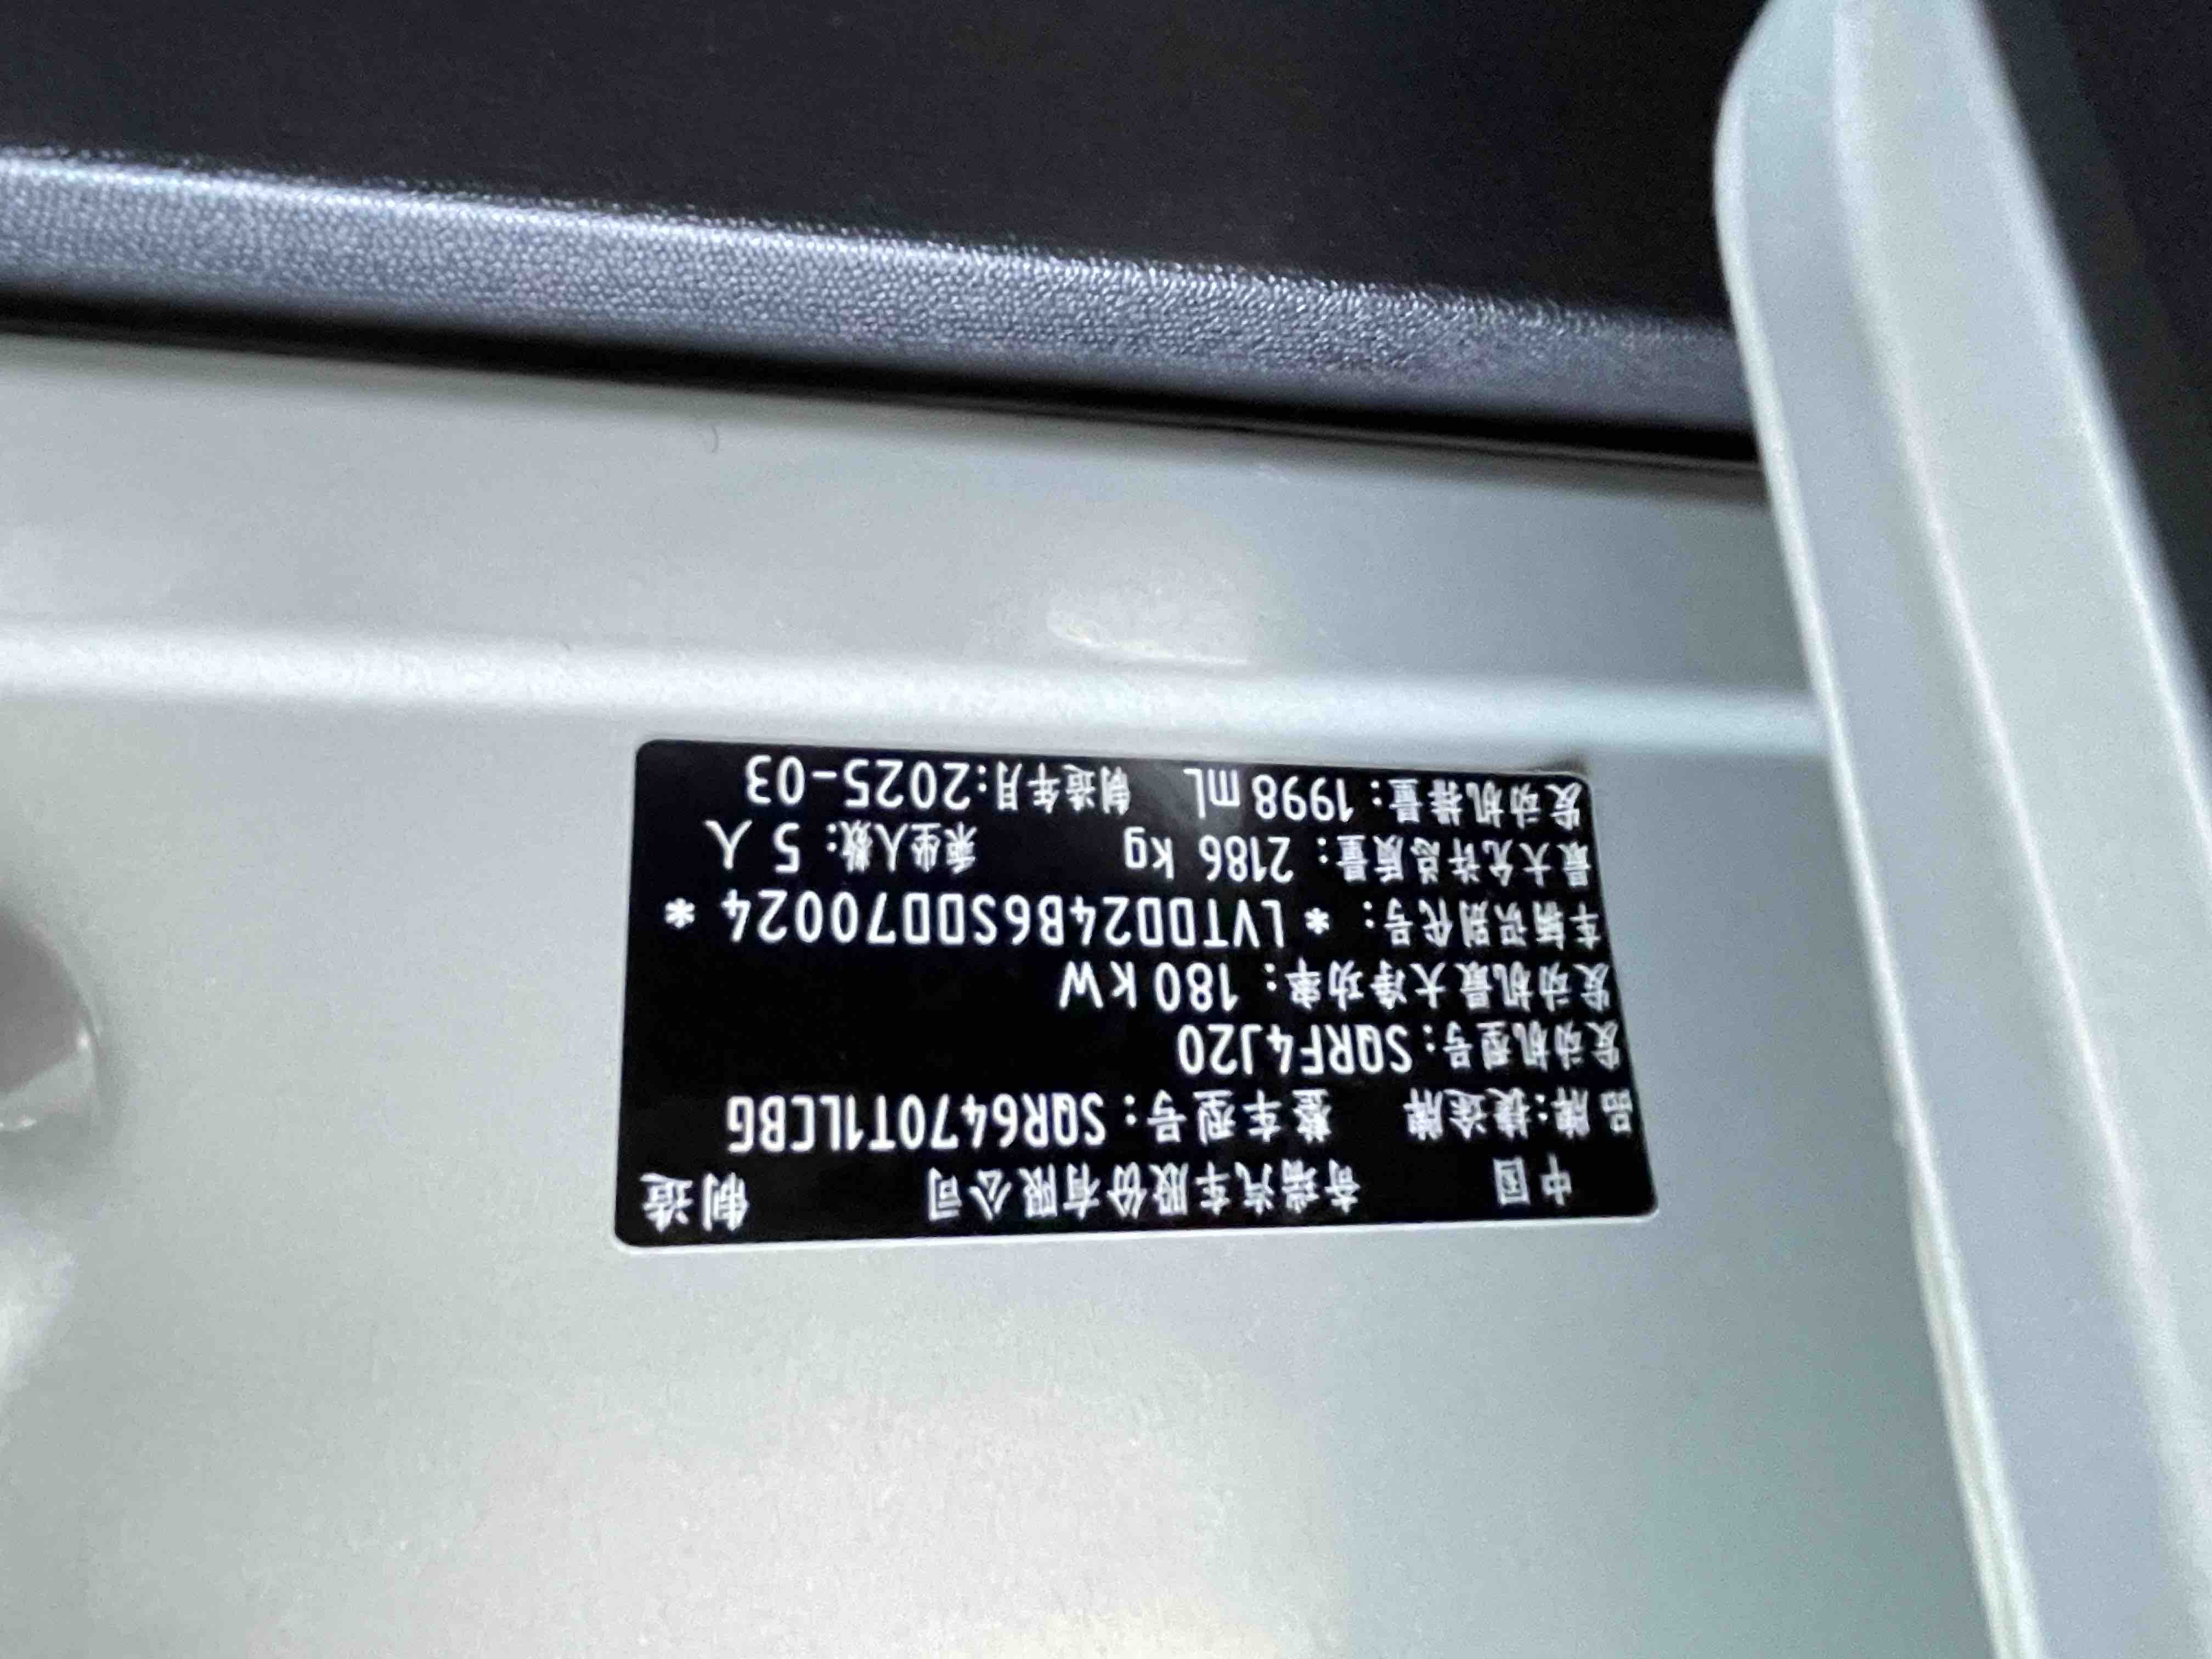 中国 奇瑞汽车股份有限公司 制造
品牌:捷途牌 整车型号:SQR6470T1LCBG
发动机型号:SQRF4J20
发动机最大净功率:180 kW
车辆识别代号:*LVTDD24B6SDD70024*
最大允许总质量:2186 kg 乘坐人数:5 人
发动机排量:1998 mL 制造年月:2025-03